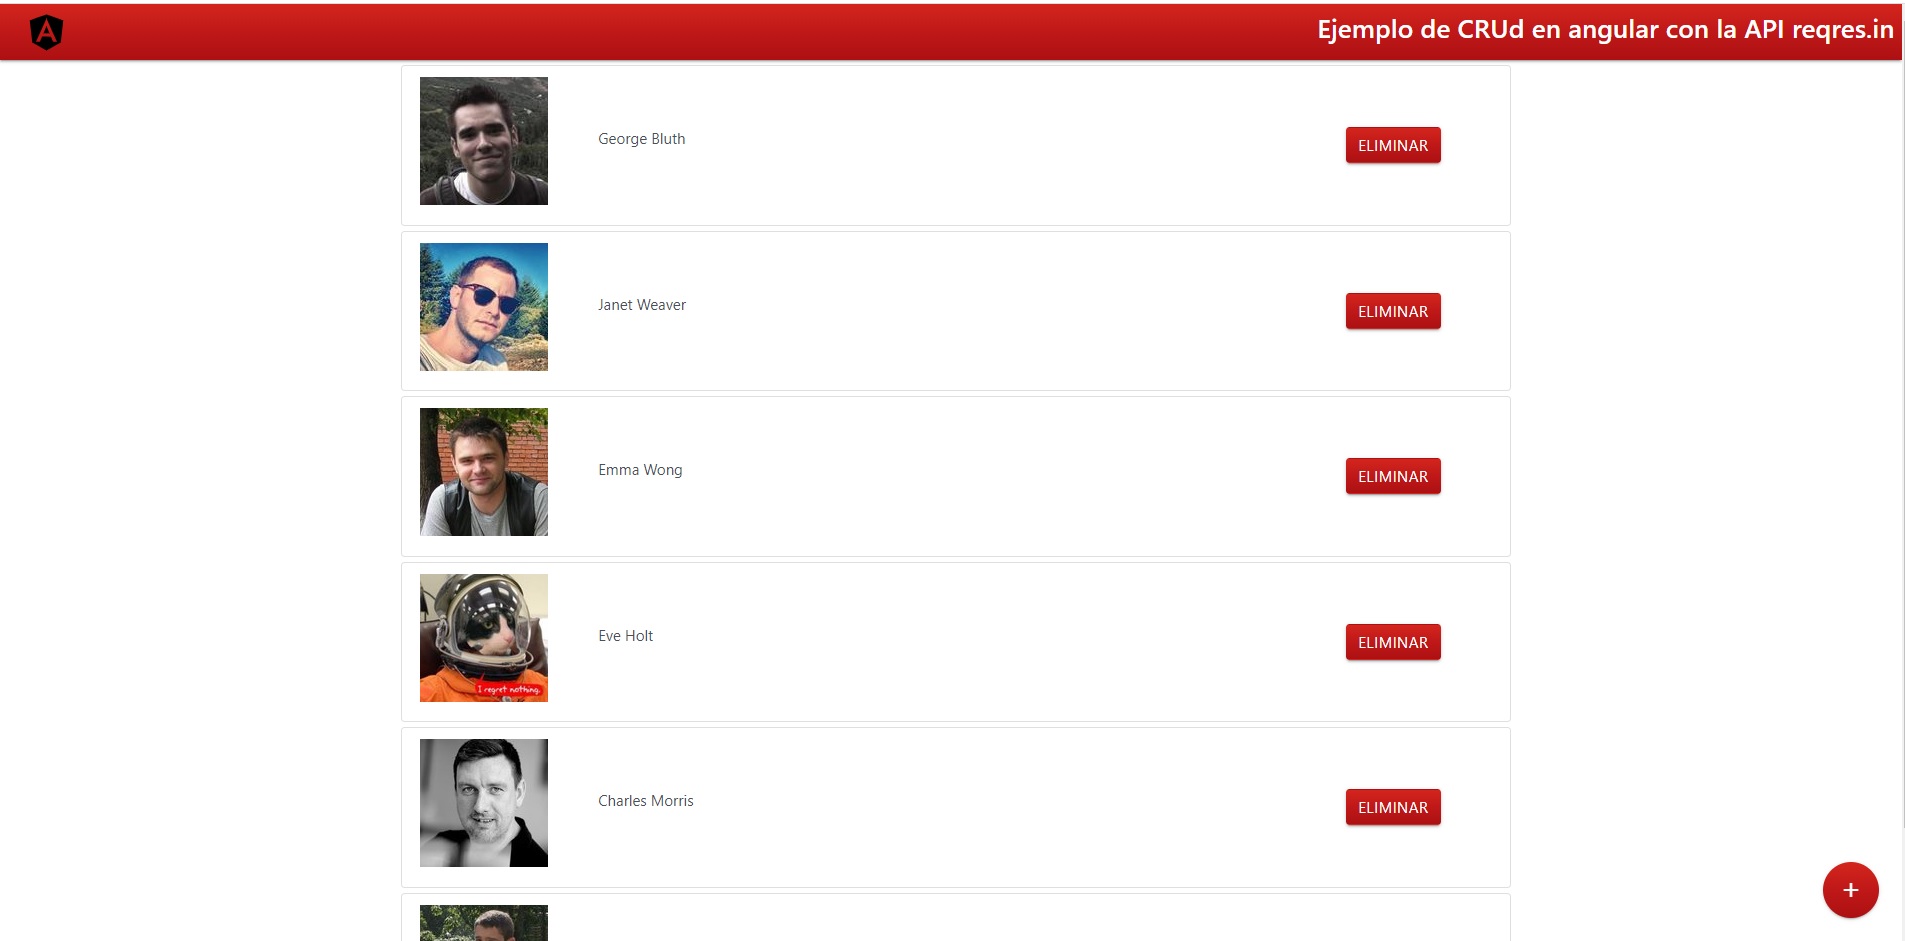 Ejemplo de CRUd en angular con la API reqres.in
George Bluth
ELIMINAR
Janet Weaver
ELIMINAR
Emma Wong
ELIMINAR
Eve Holt
I regret nothing.
ELIMINAR
Charles Morris
ELIMINAR
+